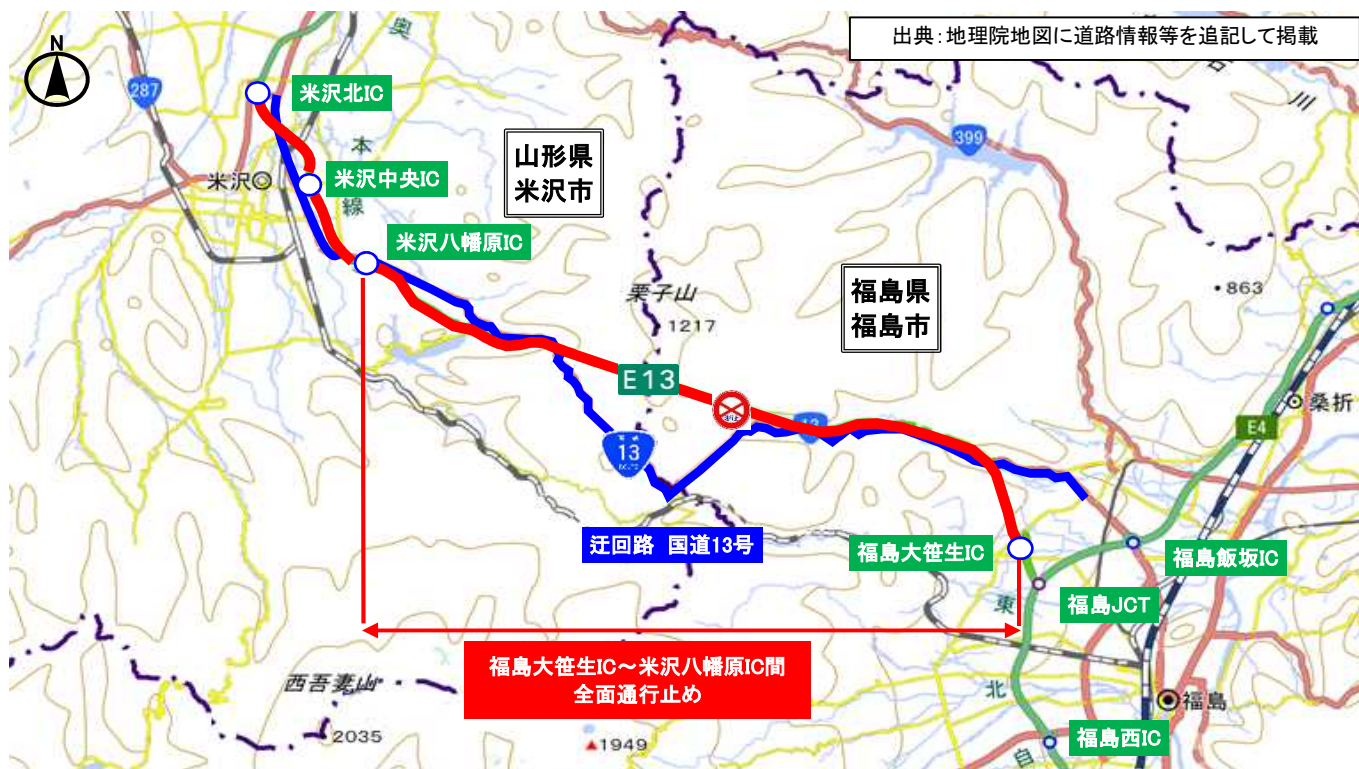 出典:地理院地図に道路情報等を追記して掲載
N
奥
287
米沢北IC
399
川
山形県
米沢市
本
米沢
米沢中央IC
線
米沢八幡原IC
福島県
福島市
栗子山
1217
863
E13
桑折
E4
13
13
迂回路 国道13号
福島大笹生IC
福島飯坂IC
東
福島JCT
福島大笹生IC~米沢八幡原IC間
全面通行止め
西吾妻山
北
福島
2035
1949
福島西IC
自